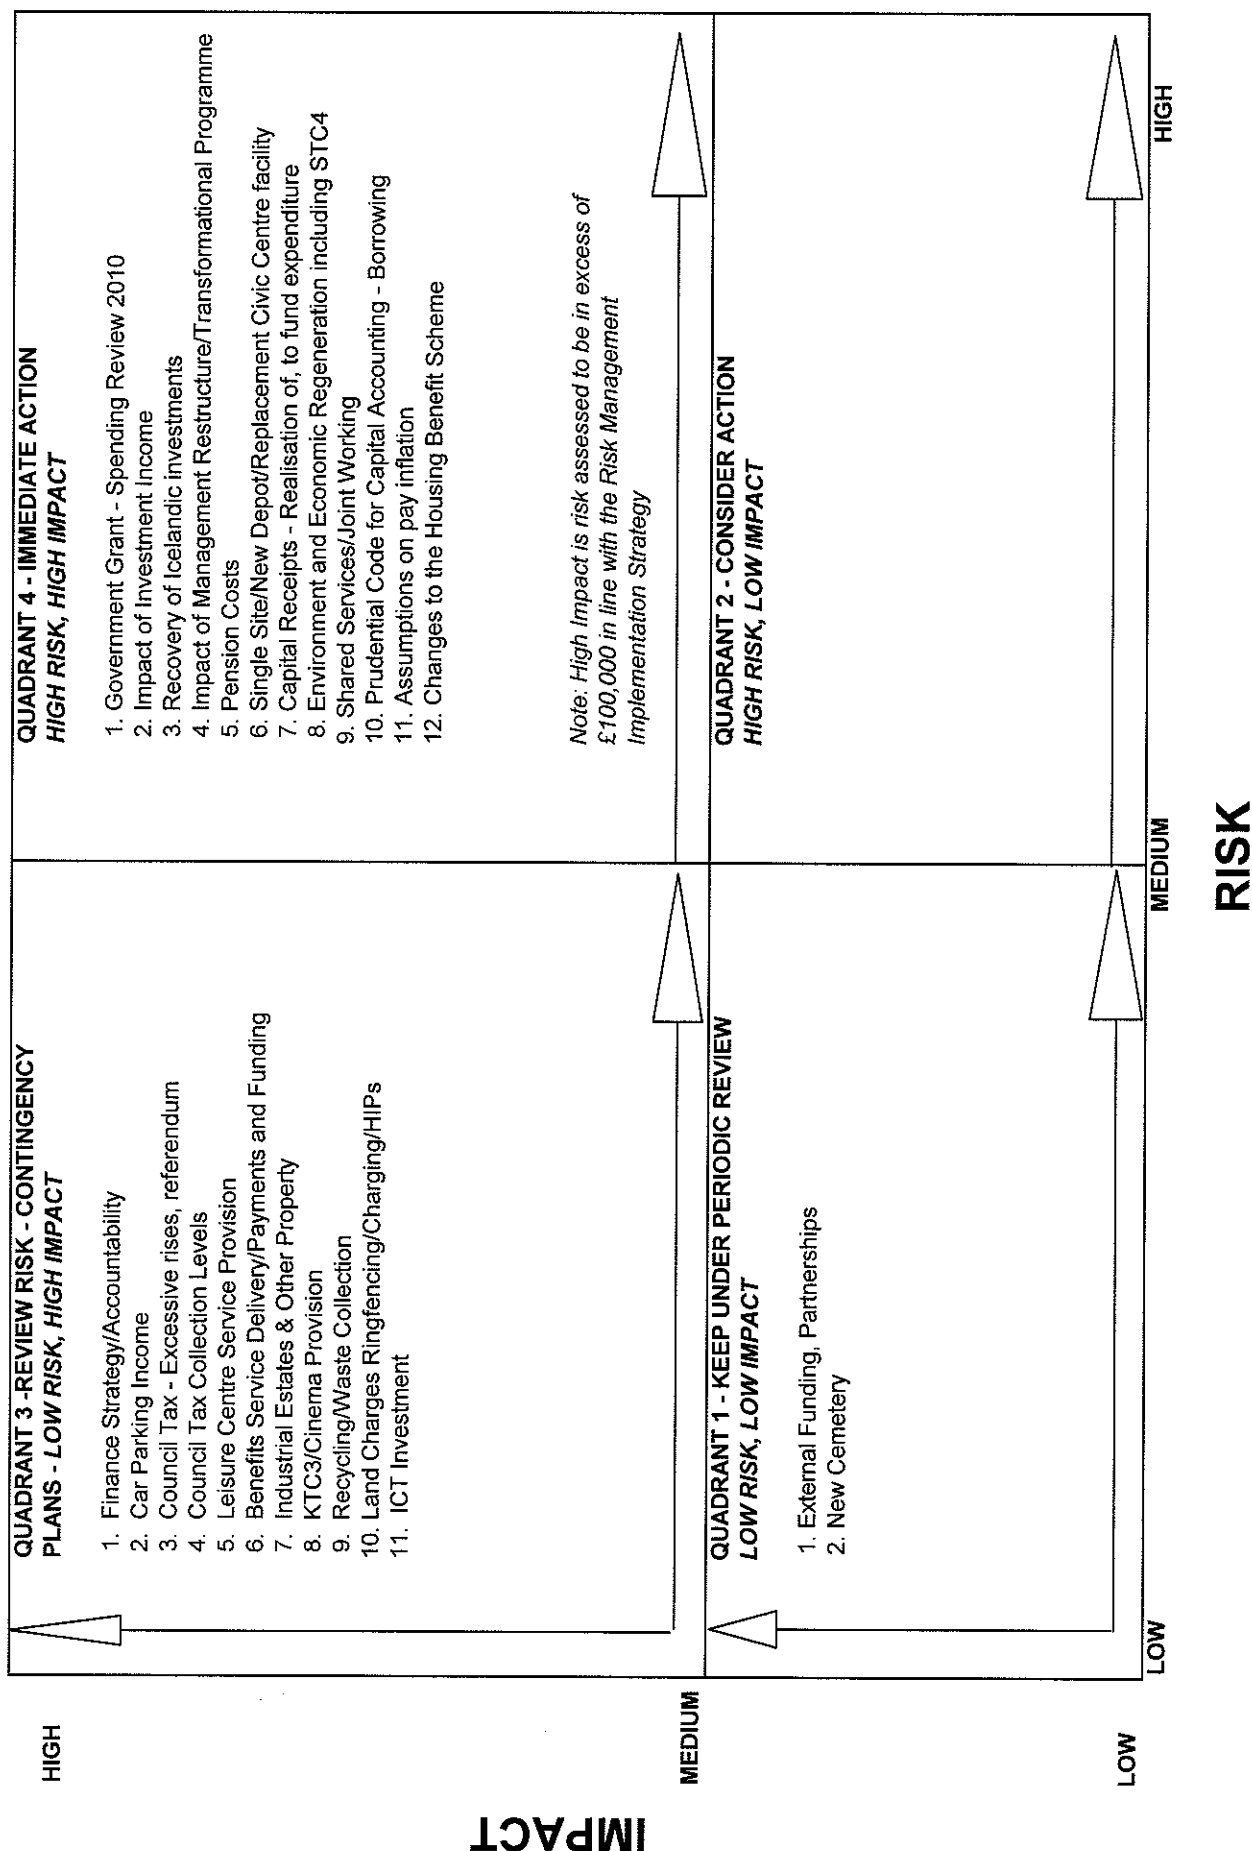 HIGH
IMPACT
MEDIUM
LOW
QUADRANT 3 -REVIEW RISK - CONTINGENCY
PLANS - LOW RISK, HIGH IMPACT
1. Finance Strategy/Accountability
2. Car Parking Income
3. Council Tax - Excessive rises, referendum
4. Council Tax Collection Levels
5. Leisure Centre Service Provision
6. Benefits Service Delivery/Payments and Funding
7. Industrial Estates & Other Property
8. KTC3/Cinema Provision
9. Recycling/Waste Collection
10. Land Charges Ringfencing/Charging/HIPs
11. ICT Investment
QUADRANT 4 - IMMEDIATE ACTION
HIGH RISK, HIGH IMPACT
1. Government Grant - Spending Review 2010
2. Impact of Investment Income
3. Recovery of Icelandic investments
4. Impact of Management Restructure/Transformational Programme
5. Pension Costs
6. Single Site/New Depot/Replacement Civic Centre facility
7. Capital Receipts - Realisation of, to fund expenditure
8. Environment and Economic Regeneration including STC4
9. Shared Services/Joint Working
10. Prudential Code for Capital Accounting - Borrowing
11. Assumptions on pay inflation
12. Changes to the Housing Benefit Scheme
Note: High Impact is risk assessed to be in excess of
£100,000 in line with the Risk Management
Implementation Strategy
QUADRANT 1 - KEEP UNDER PERIODIC REVIEW
LOW RISK, LOW IMPACT
1. External Funding, Partnerships
2. New Cemetery
QUADRANT 2 - CONSIDER ACTION
HIGH RISK, LOW IMPACT
LOW
MEDIUM
HIGH
RISK